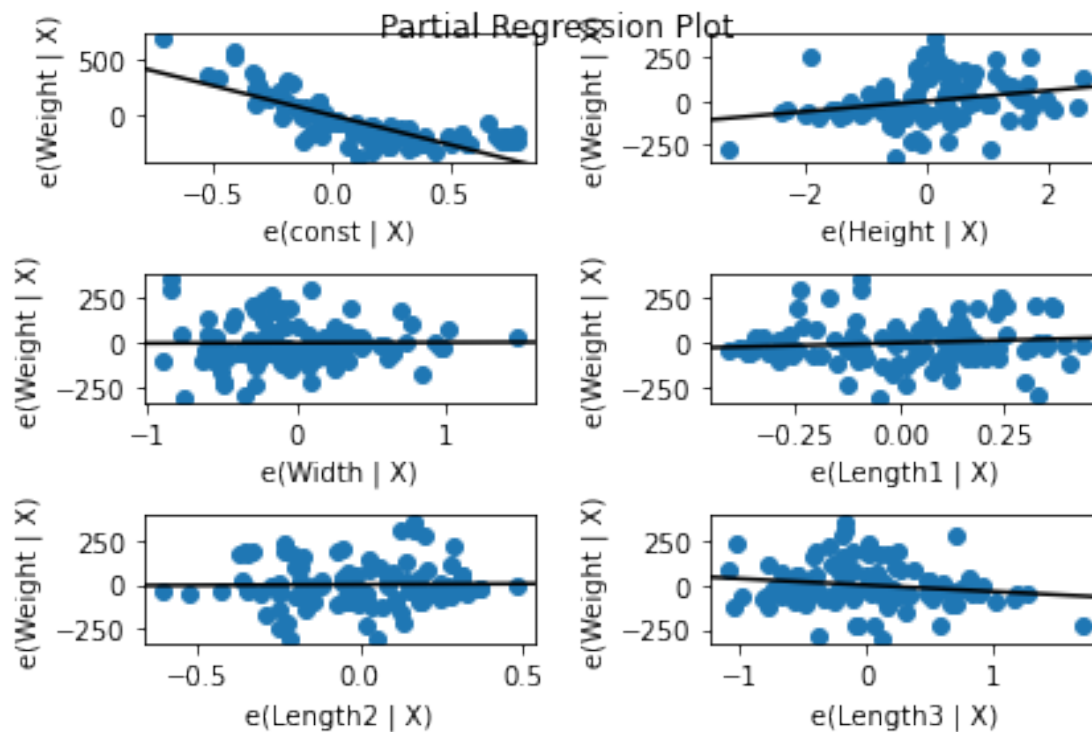 Partial Regression Plot
e(Weight | X)
500
0
−0.5
0.0
0.5
e(const | X)
e(Weight | X)
250
0
−250
−2
0
2
e(Height | X)
e(Weight | X)
250
0
−250
−1
0
1
e(Width | X)
e(Weight | X)
250
0
−250
−0.25
0.00
0.25
e(Length1 | X)
e(Weight | X)
250
0
−250
−0.5
0.0
0.5
e(Length2 | X)
e(Weight | X)
250
0
−250
−1
0
1
e(Length3 | X)